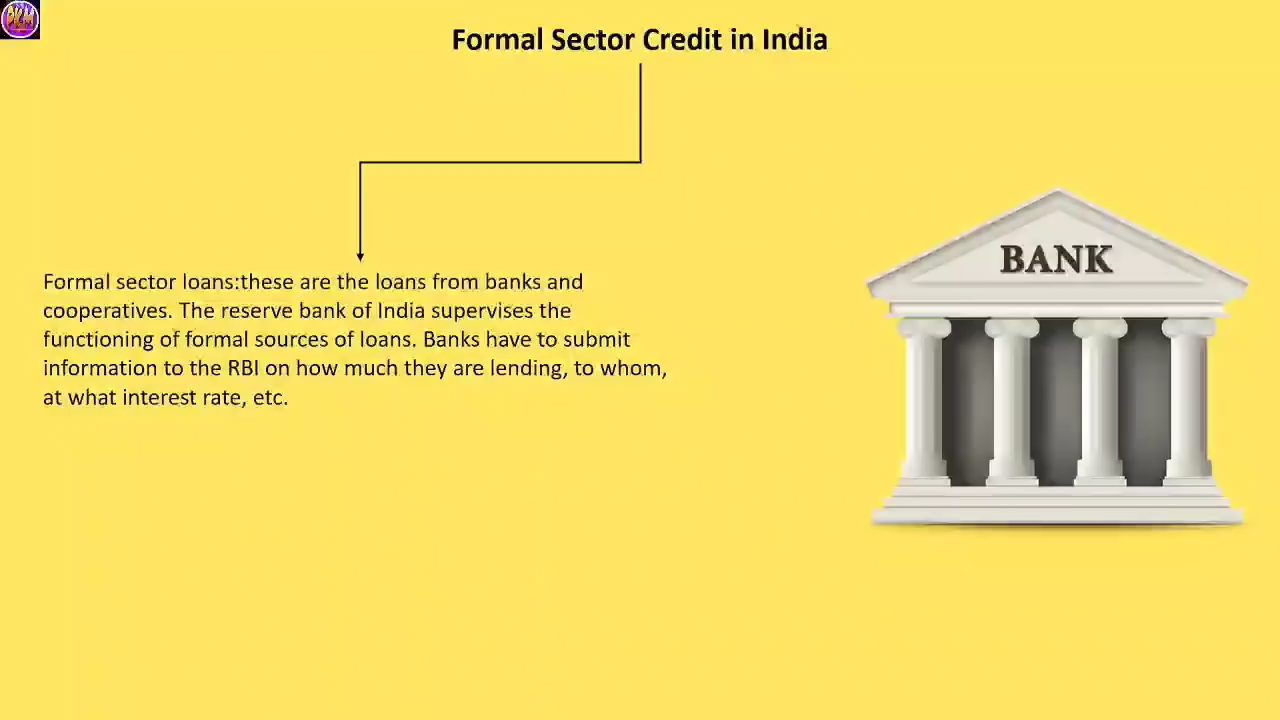 Formal Sector Credit in India
Formal sector loans:these are the loans from banks and
cooperatives. The reserve bank of India supervises the
functioning of formal sources of loans. Banks have to submit
information to the RBI on how much they are lending, to whom,
at what interest rate, etc.
BANK